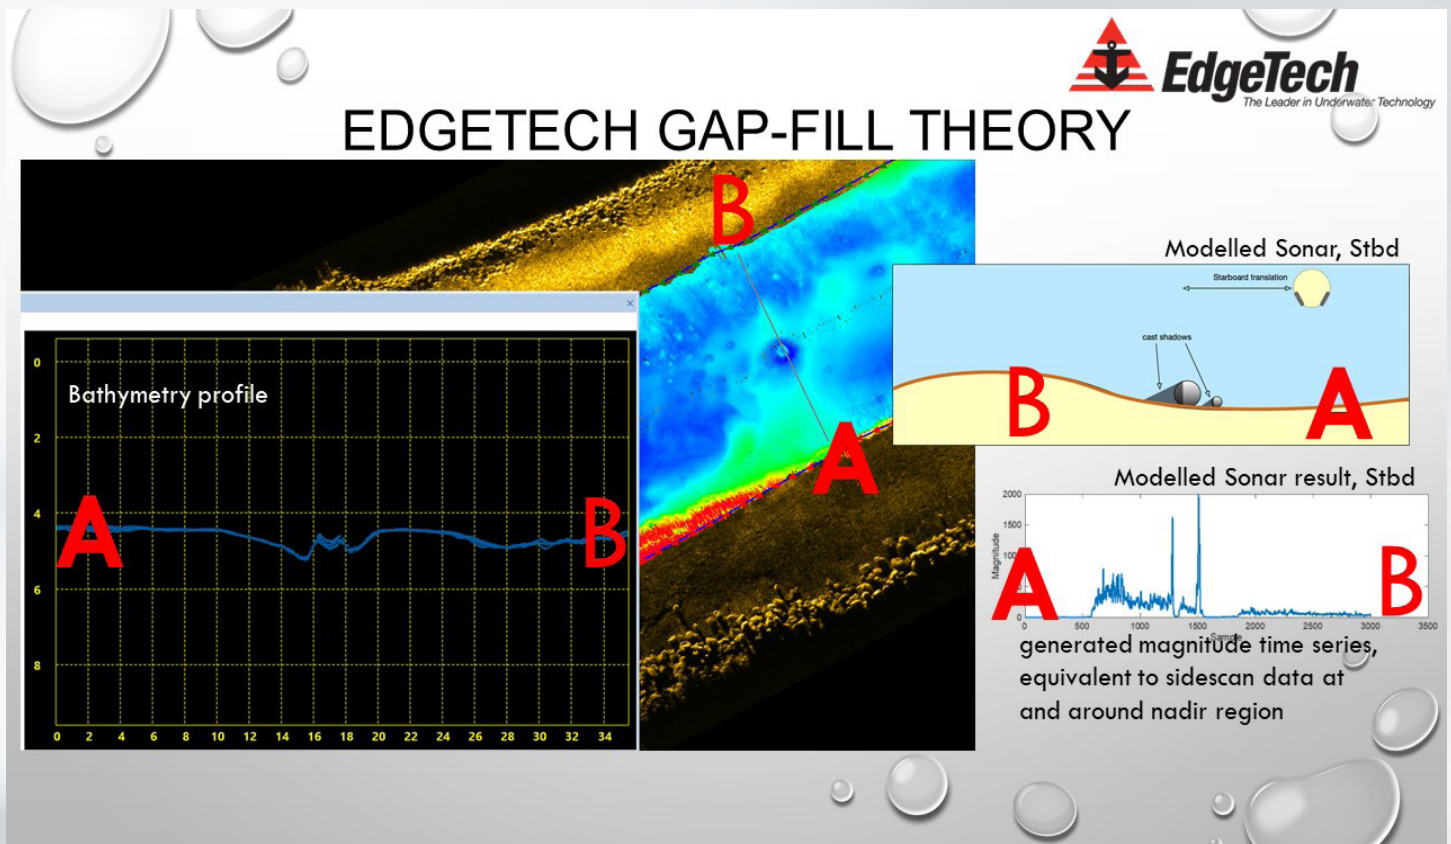 EdgeTech
The Leader in Underwater Technology
EDGETECH GAP-FILL THEORY
B
A
Bathymetry profile
0
2
4
6
8
A
B
0 2 4 6 8 10 12 14 16 18 20 22 24 26 28 30 32 34
Modelled Sonar, Stbd
Starboard translation
cast shadows
B
A
Modelled Sonar result, Stbd
2000
1500
500
0
Magnitude
A
B
0 500 1000 1500 2000 2500 3000 3500
Sample
generated magnitude time series,
equivalent to sidescan data at
and around nadir region